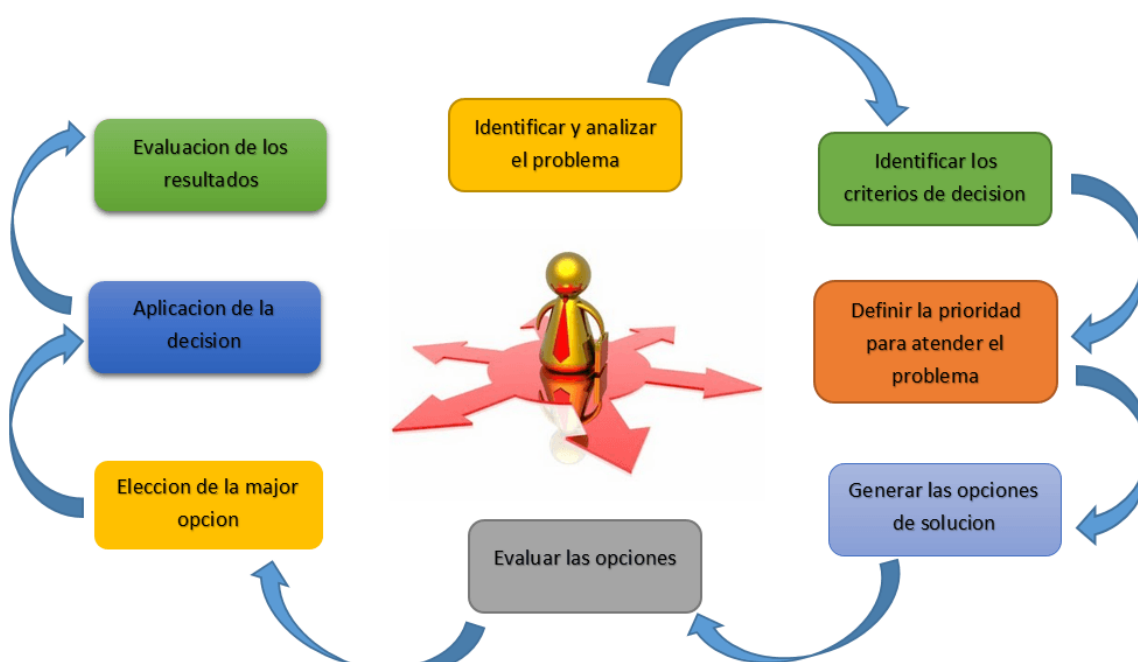 Identificar y analizar
el problema
Identificar los
criterios de decision
Definir la prioridad
para atender el
problema
Generar las opciones
de solucion
Evaluar las opciones
Eleccion de la major
opcion
Aplicacion de la
decision
Evaluacion de los
resultados